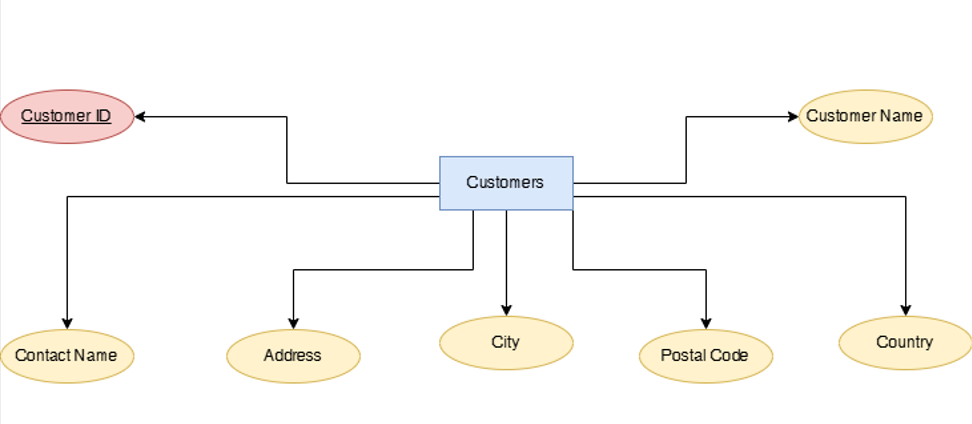 Customer ID
Customer Name
Customers
Contact Name
Address
City
Postal Code
Country